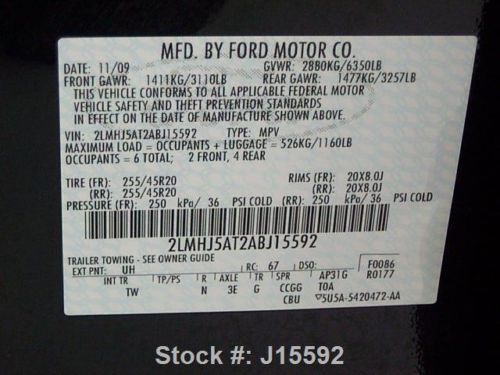 MFD. BY FORD MOTOR CO.
DATE: 11/09 GVWR: 2880KG/6350LB
FRONT GAWR: 1411KG/3110LB REAR GAWR: 1477KG/3257LB
THIS VEHICLE CONFORMS TO ALL APPLICABLE FEDERAL MOTOR
VEHICLE SAFETY AND THEFT PREVENTION STANDARDS
IN EFFECT ON THE DATE OF MANUFACTURE SHOWN ABOVE.
VIN: 2LMHJ5AT2ABJ15592 TYPE: MPV
MAXIMUM LOAD = OCCUPANTS + LUGGAGE = 526KG/1160LB
OCCUPANTS = 6 TOTAL; 2 FRONT, 4 REAR
TIRE (FR): 255/45R20 RIMS (FR): 20X8.0J
(RR): 255/45R20 (RR): 20X8.0J
PRESSURE (FR): 250 kPa/ 36 PSI COLD (RR): 250 kPa/ 36 PSI COLD
2LMHJ5AT2ABJ15592
TRAILER TOWING - SEE OWNER GUIDE
EXT PNT: UH RC: 67 DSO: F0086
INT TR TP/PS R AXLE TR SPR AP31G R0177
TW N 3E G CCGG T0A
CBU 5U5A-5420472-AA
Stock #: J15592